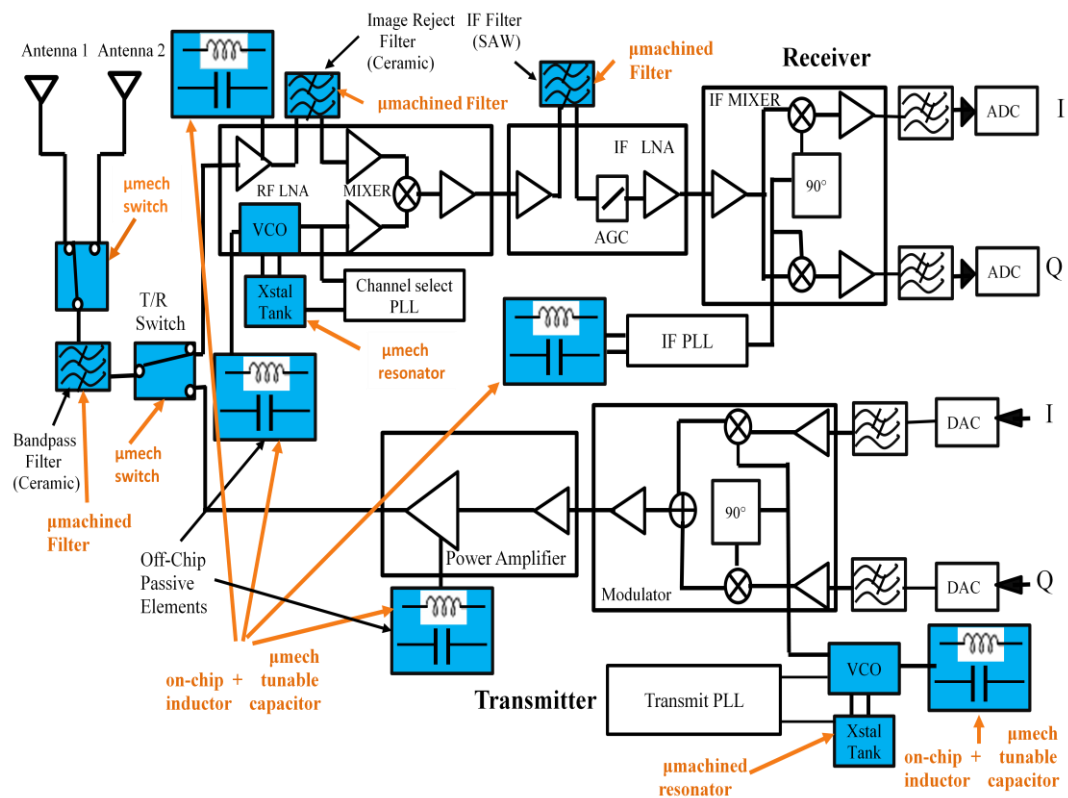 Antenna 1
Antenna 2
Image Reject
Filter
(Ceramic)
IF Filter
(SAW)
µmachined
Filter
µmachined Filter
Receiver
IF MIXER
ADC
I
90°
IF LNA
AGC
RF LNA
MIXER
VCO
µmech
switch
Xstal
Tank
Channel select
PLL
ADC
Q
T/R
Switch
µmech
resonator
IF PLL
Bandpass
Filter
(Ceramic)
µmech
switch
µmachined
Filter
DAC
I
90°
Off-Chip
Passive
Elements
Power Amplifier
Modulator
DAC
Q
µmech
on-chip + tunable
inductor capacitor
Transmitter
Transmit PLL
VCO
Xstal
Tank
µmachined
resonator
µmech
on-chip + tunable
inductor capacitor